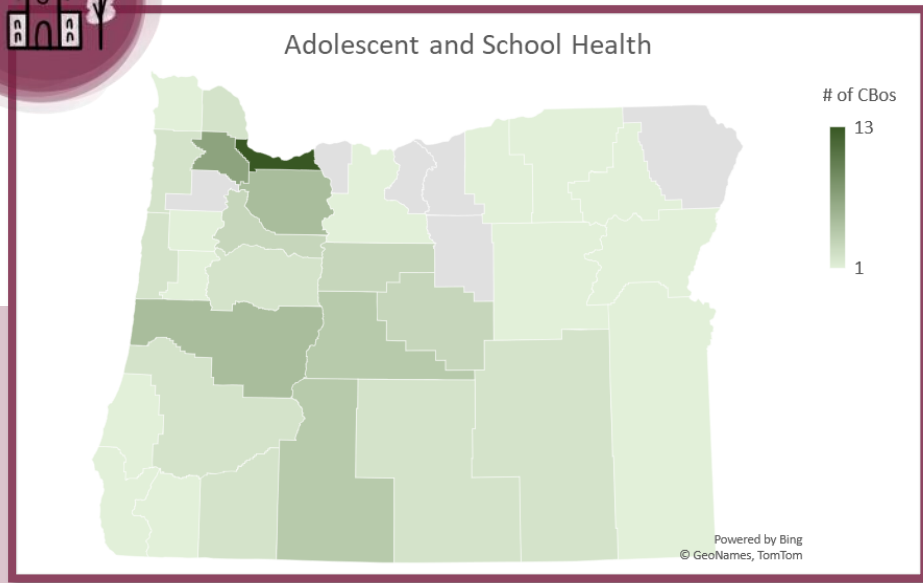 Adolescent and School Health
# of CBos
13
1
Powered by Bing
© GeoNames, TomTom